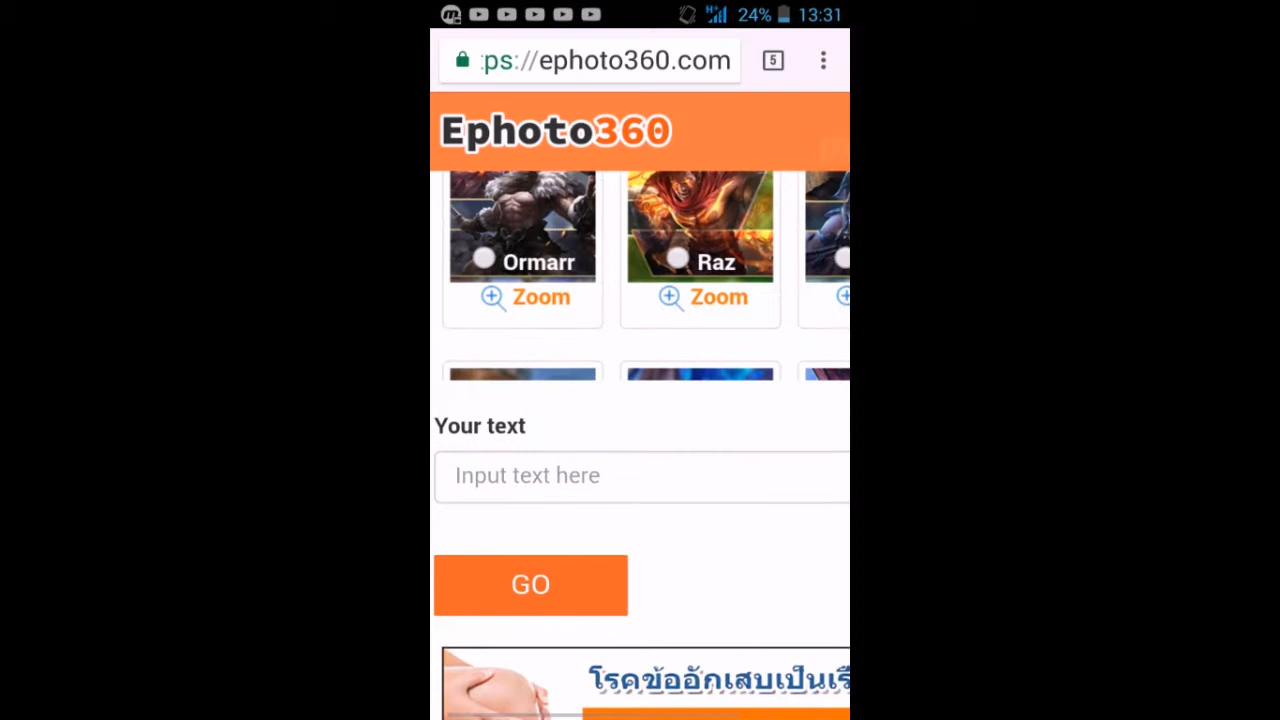 24% 13:31
ps://ephoto360.com 5
Ephoto360
Ormarr Raz
Zoom Zoom
Your text
Input text here
GO
โรคข้ออักเสบเป็นเรื